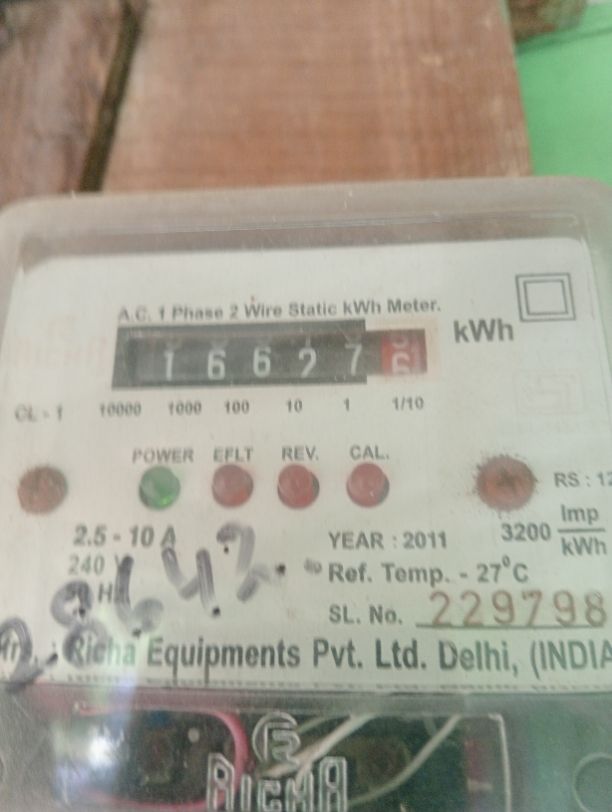 A.C. 1 Phase 2 Wire Static kWh Meter.
1 6 6 2 7 6 kWh
CL - 1 10000 1000 100 10 1 1/10
POWER EFLT REV. CAL.
RS : 12
2.5 - 10 A YEAR : 2011 3200 Imp/kWh
240 V Ref. Temp. - 27°C
SL. No. 229798
Richa Equipments Pvt. Ltd. Delhi, (INDIA
RICHA